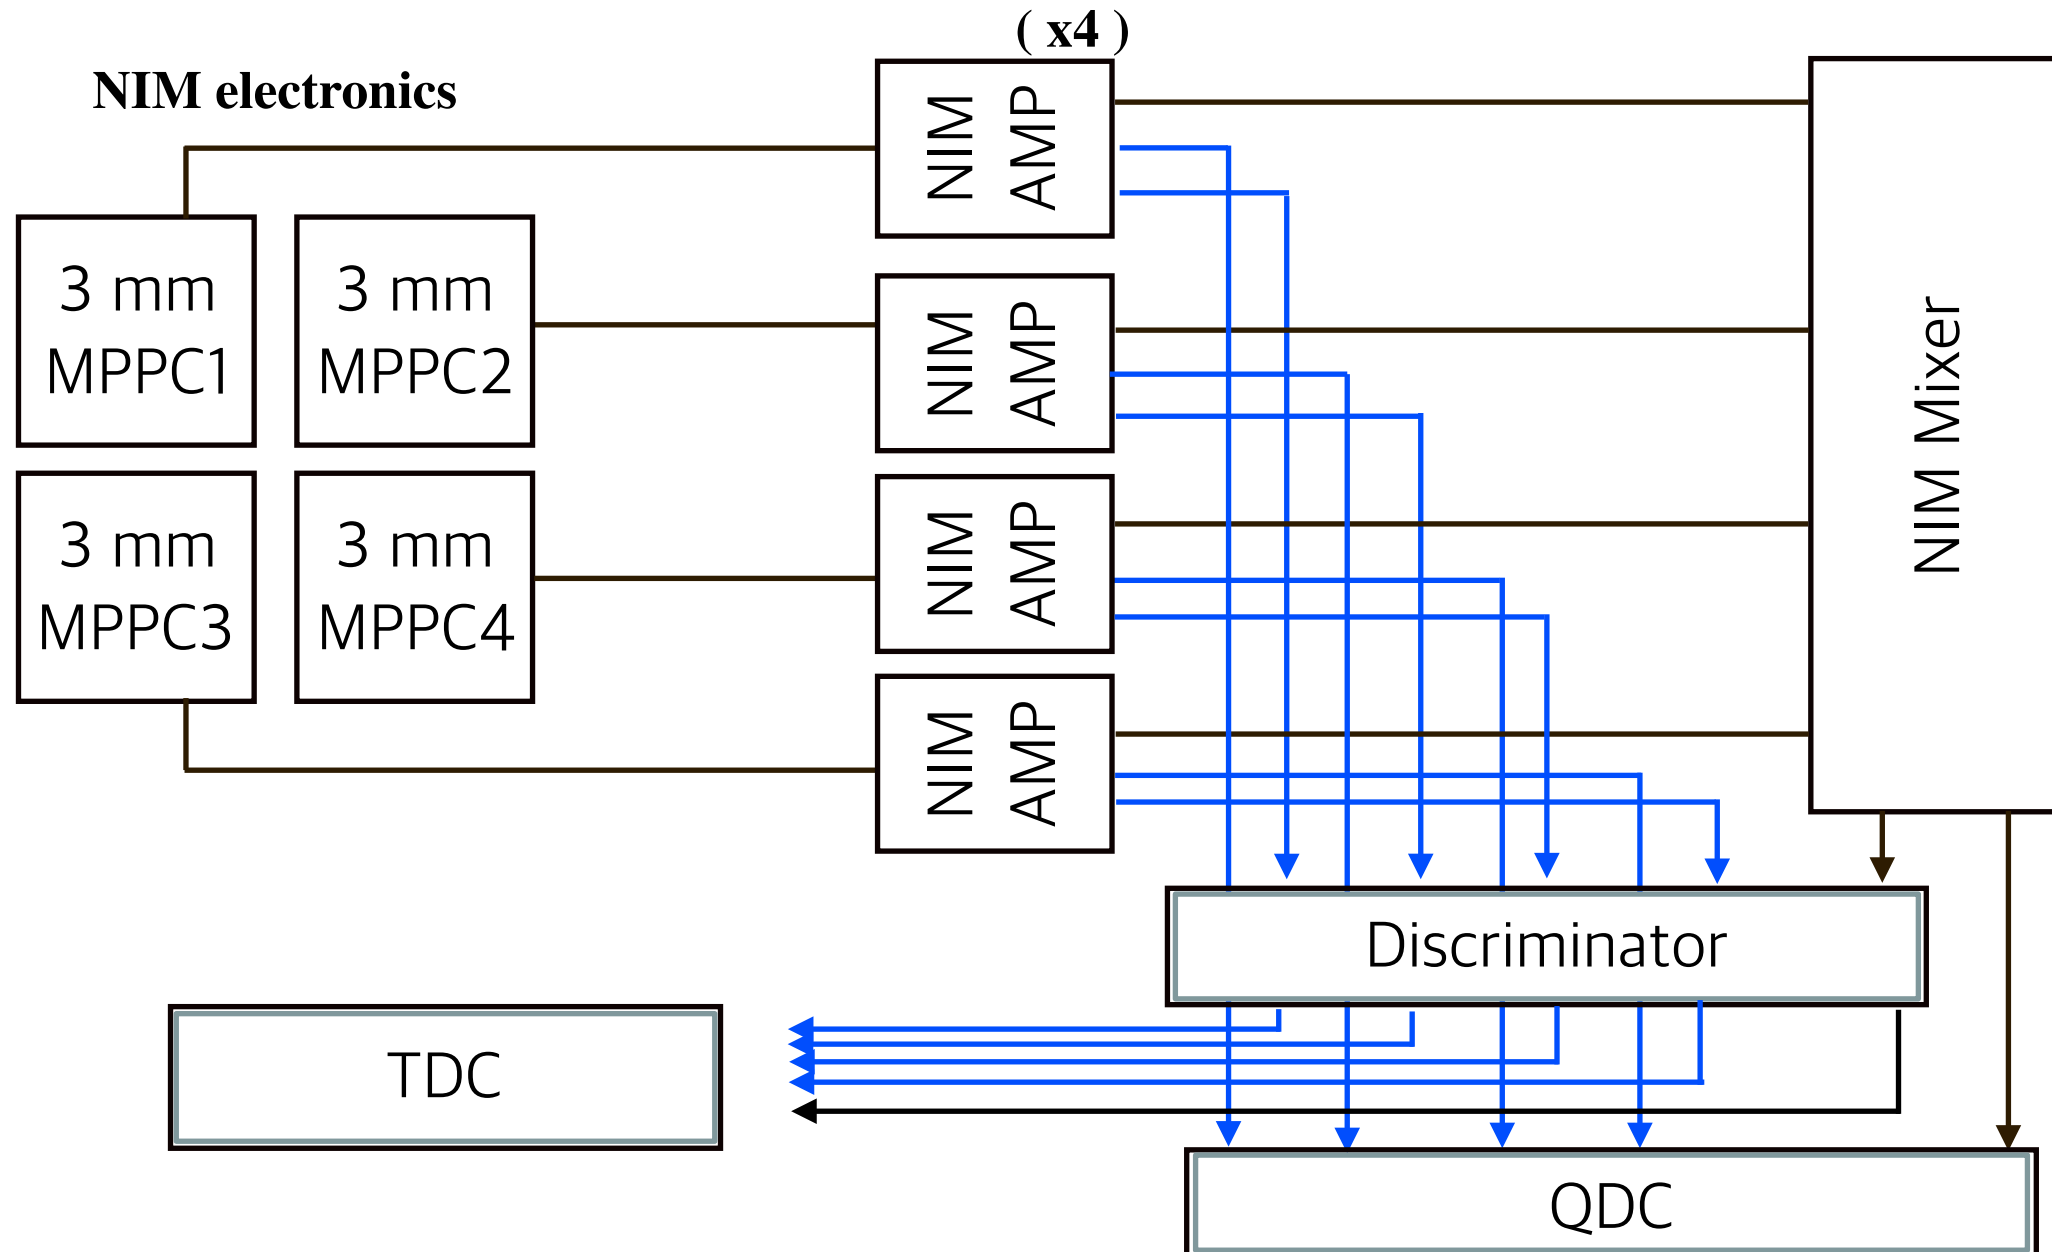 ( x4 )
NIM electronics
NIM
AMP
3 mm
MPPC1
3 mm
MPPC2
NIM
AMP
NIM Mixer
3 mm
MPPC3
3 mm
MPPC4
NIM
AMP
NIM
AMP
Discriminator
TDC
QDC